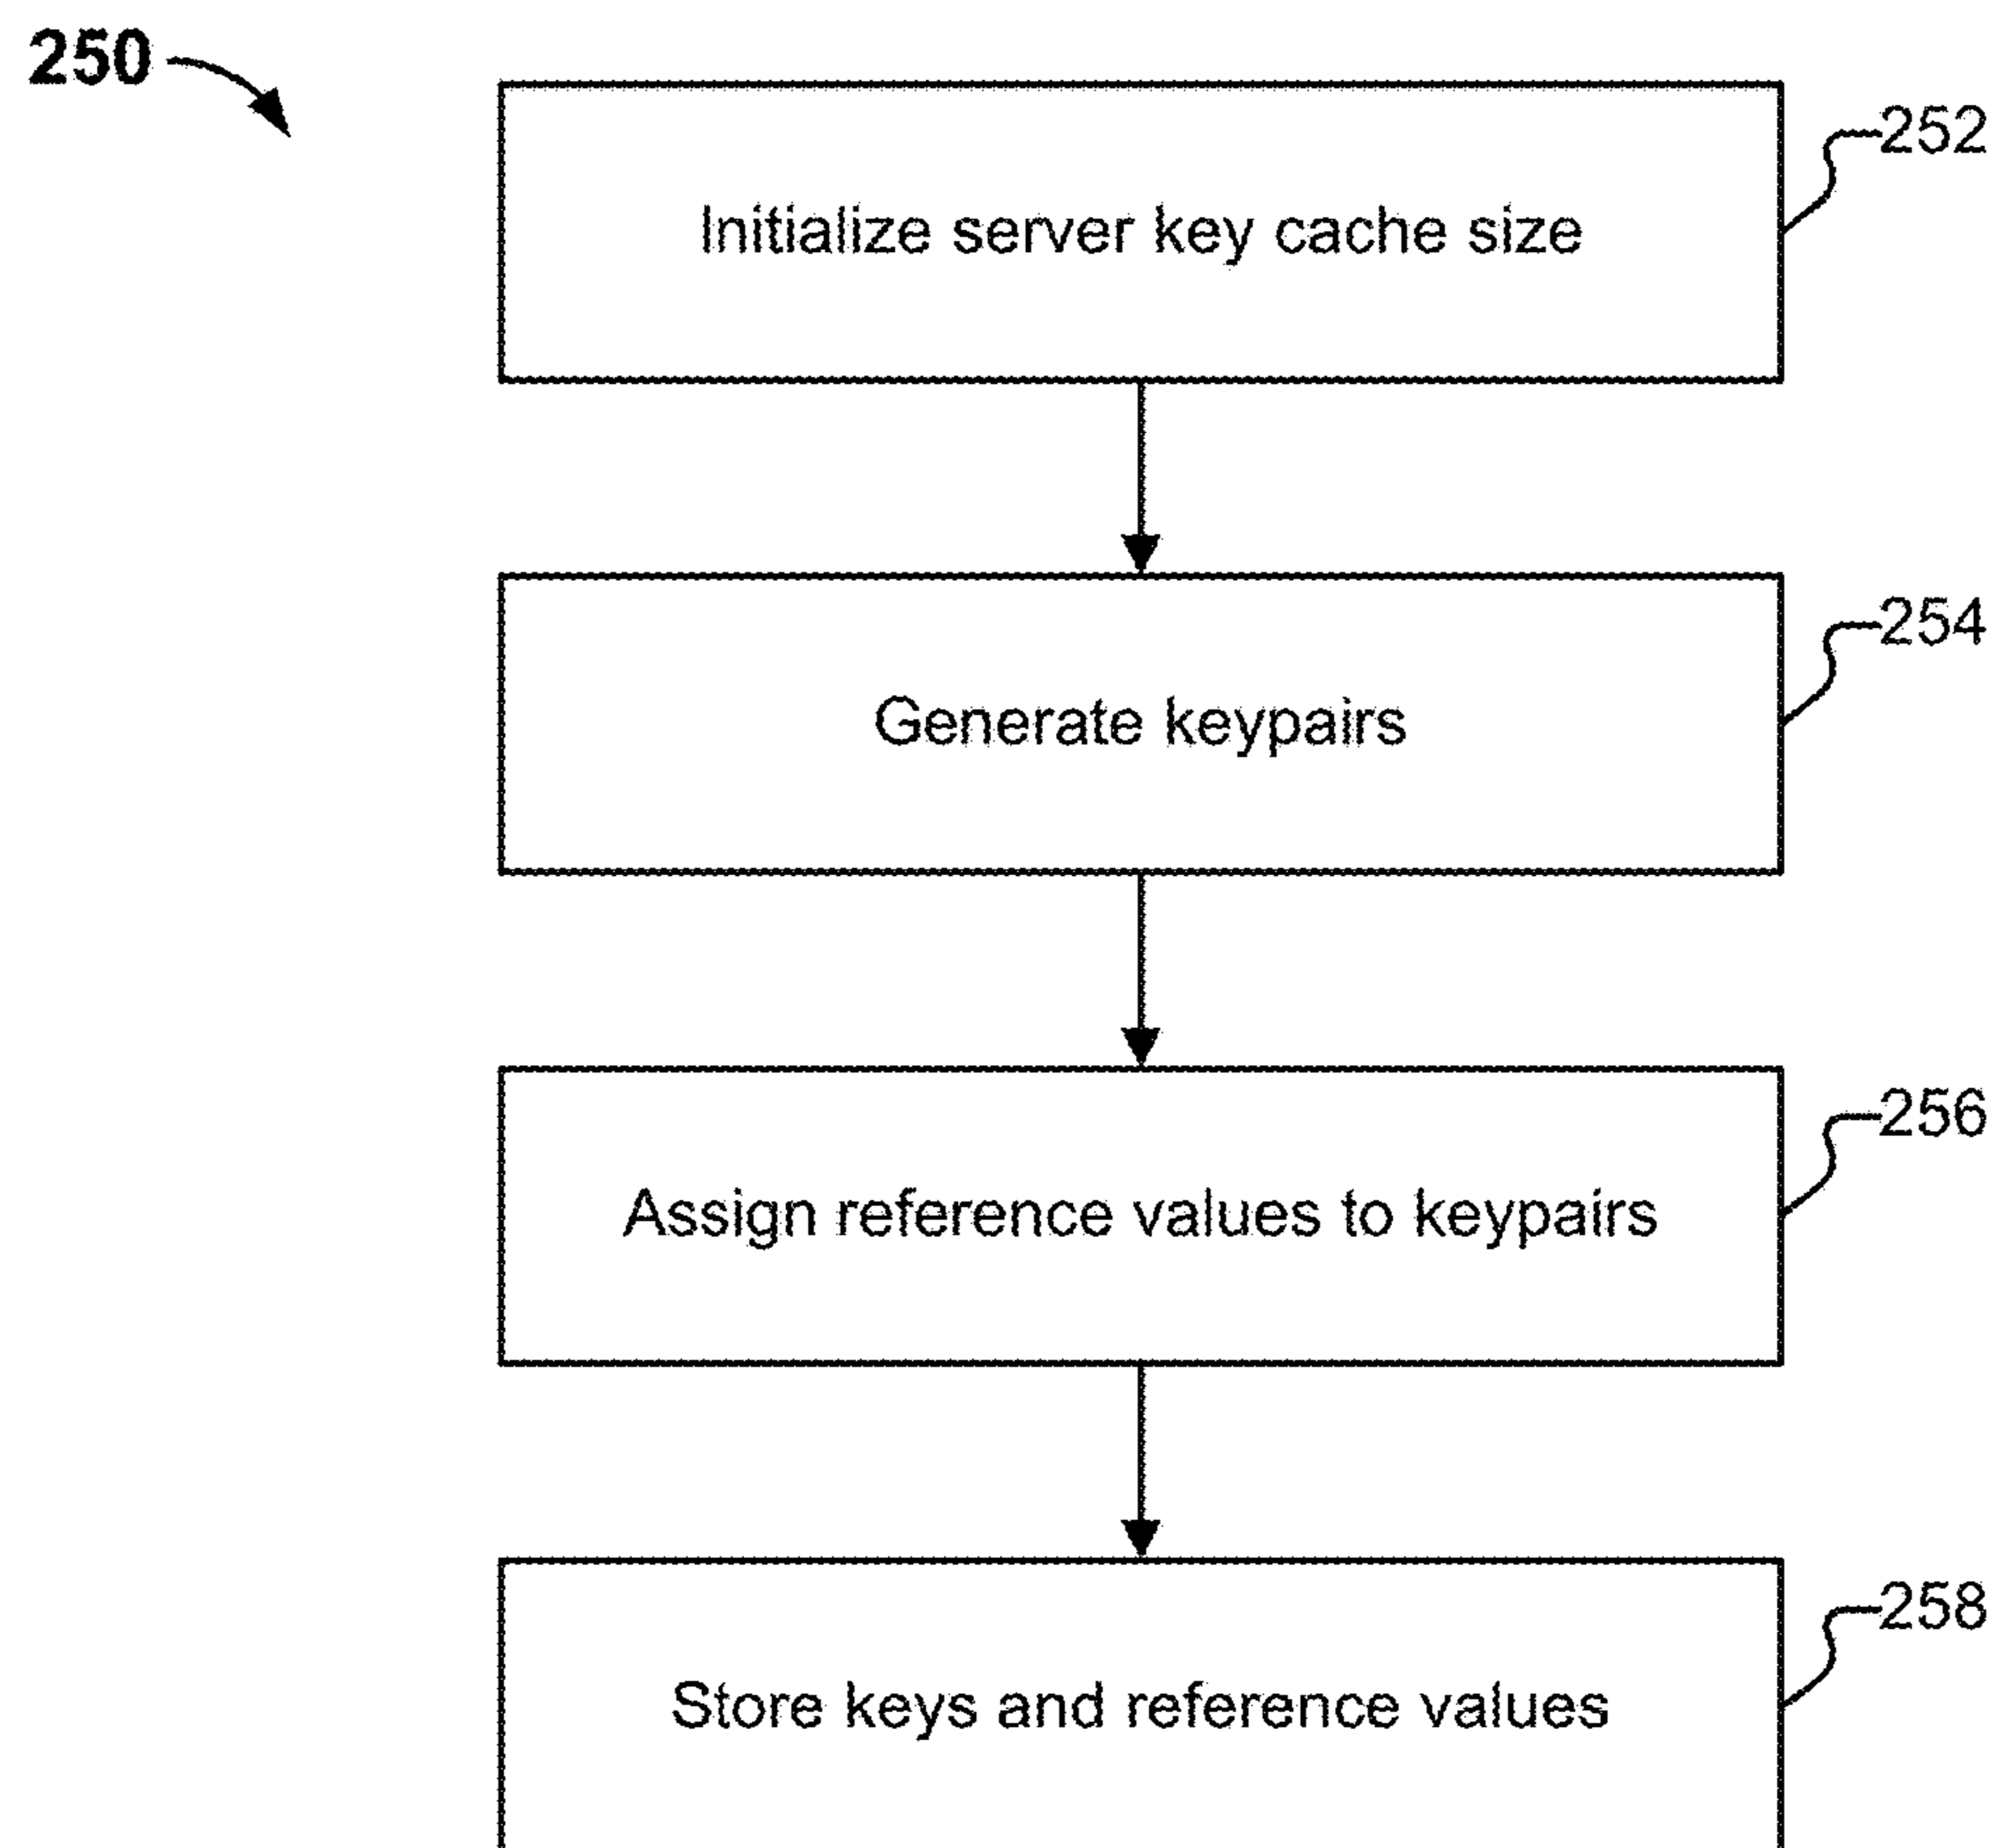 250
252
Initialize server key cache size
254
Generate keypairs
256
Assign reference values to keypairs
258
Store keys and reference values